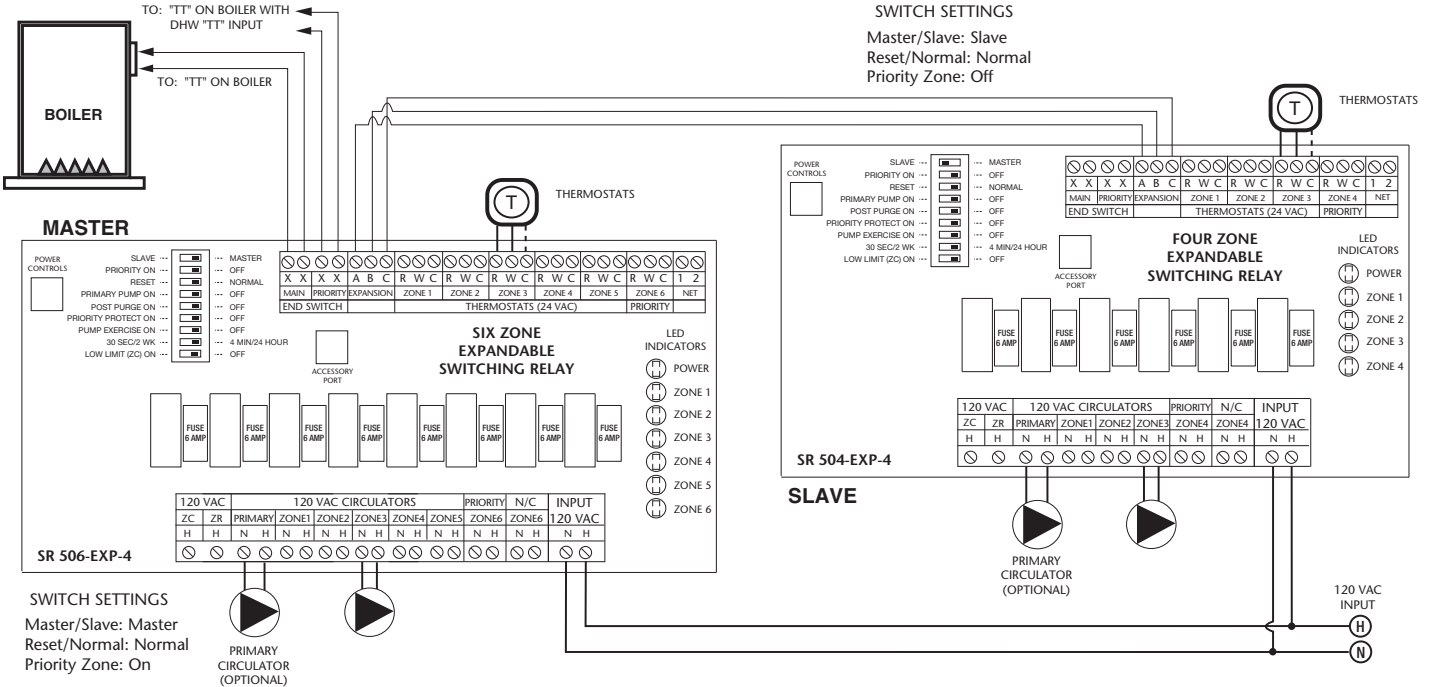 TO: "TT" ON BOILER WITH
DHW "TT" INPUT
TO: "TT" ON BOILER
BOILER
SWITCH SETTINGS
Master/Slave: Slave
Reset/Normal: Normal
Priority Zone: Off
THERMOSTATS
T
THERMOSTATS
T
MASTER
POWER
CONTROLS
SLAVE MASTER
PRIORITY ON OFF
RESET NORMAL
PRIMARY PUMP ON OFF
POST PURGE ON OFF
PRIORITY PROTECT ON OFF
PUMP EXERCISE ON OFF
30 SEC/2 WK 4 MIN/24 HOUR
LOW LIMIT (ZC) ON OFF
X X X X A B C R W C R W C R W C R W C R W C R W C 1 2
MAIN PRIORITY EXPANSION ZONE 1 ZONE 2 ZONE 3 ZONE 4 ZONE 5 ZONE 6 NET
END SWITCH THERMOSTATS (24 VAC) PRIORITY
ACCESSORY
PORT
SIX ZONE
EXPANDABLE
SWITCHING RELAY
LED
INDICATORS
POWER
ZONE 1
ZONE 2
ZONE 3
ZONE 4
ZONE 5
ZONE 6
FUSE
6 AMP
FUSE
6 AMP
FUSE
6 AMP
FUSE
6 AMP
FUSE
6 AMP
FUSE
6 AMP
FUSE
6 AMP
FUSE
6 AMP
120 VAC 120 VAC CIRCULATORS PRIORITY N/C INPUT
ZC ZR PRIMARY ZONE1 ZONE2 ZONE3 ZONE4 ZONE5 ZONE6 ZONE6 120 VAC
H H N H N H N H N H N H N H N H N H N H
SR 506-EXP-4
SWITCH SETTINGS
Master/Slave: Master
Reset/Normal: Normal
Priority Zone: On
PRIMARY
CIRCULATOR
(OPTIONAL)
POWER
CONTROLS
SLAVE MASTER
PRIORITY ON OFF
RESET NORMAL
PRIMARY PUMP ON OFF
POST PURGE ON OFF
PRIORITY PROTECT ON OFF
PUMP EXERCISE ON OFF
30 SEC/2 WK 4 MIN/24 HOUR
LOW LIMIT (ZC) ON OFF
X X X X A B C R W C R W C R W C R W C 1 2
MAIN PRIORITY EXPANSION ZONE 1 ZONE 2 ZONE 3 ZONE 4 NET
END SWITCH THERMOSTATS (24 VAC) PRIORITY
ACCESSORY
PORT
FOUR ZONE
EXPANDABLE
SWITCHING RELAY
LED
INDICATORS
POWER
ZONE 1
ZONE 2
ZONE 3
ZONE 4
FUSE
6 AMP
FUSE
6 AMP
FUSE
6 AMP
FUSE
6 AMP
FUSE
6 AMP
FUSE
6 AMP
120 VAC 120 VAC CIRCULATORS PRIORITY N/C INPUT
ZC ZR PRIMARY ZONE1 ZONE2 ZONE3 ZONE4 ZONE4 120 VAC
H H N H N H N H N H N H N H N H
SR 504-EXP-4
SLAVE
PRIMARY
CIRCULATOR
(OPTIONAL)
120 VAC
INPUT
H
N